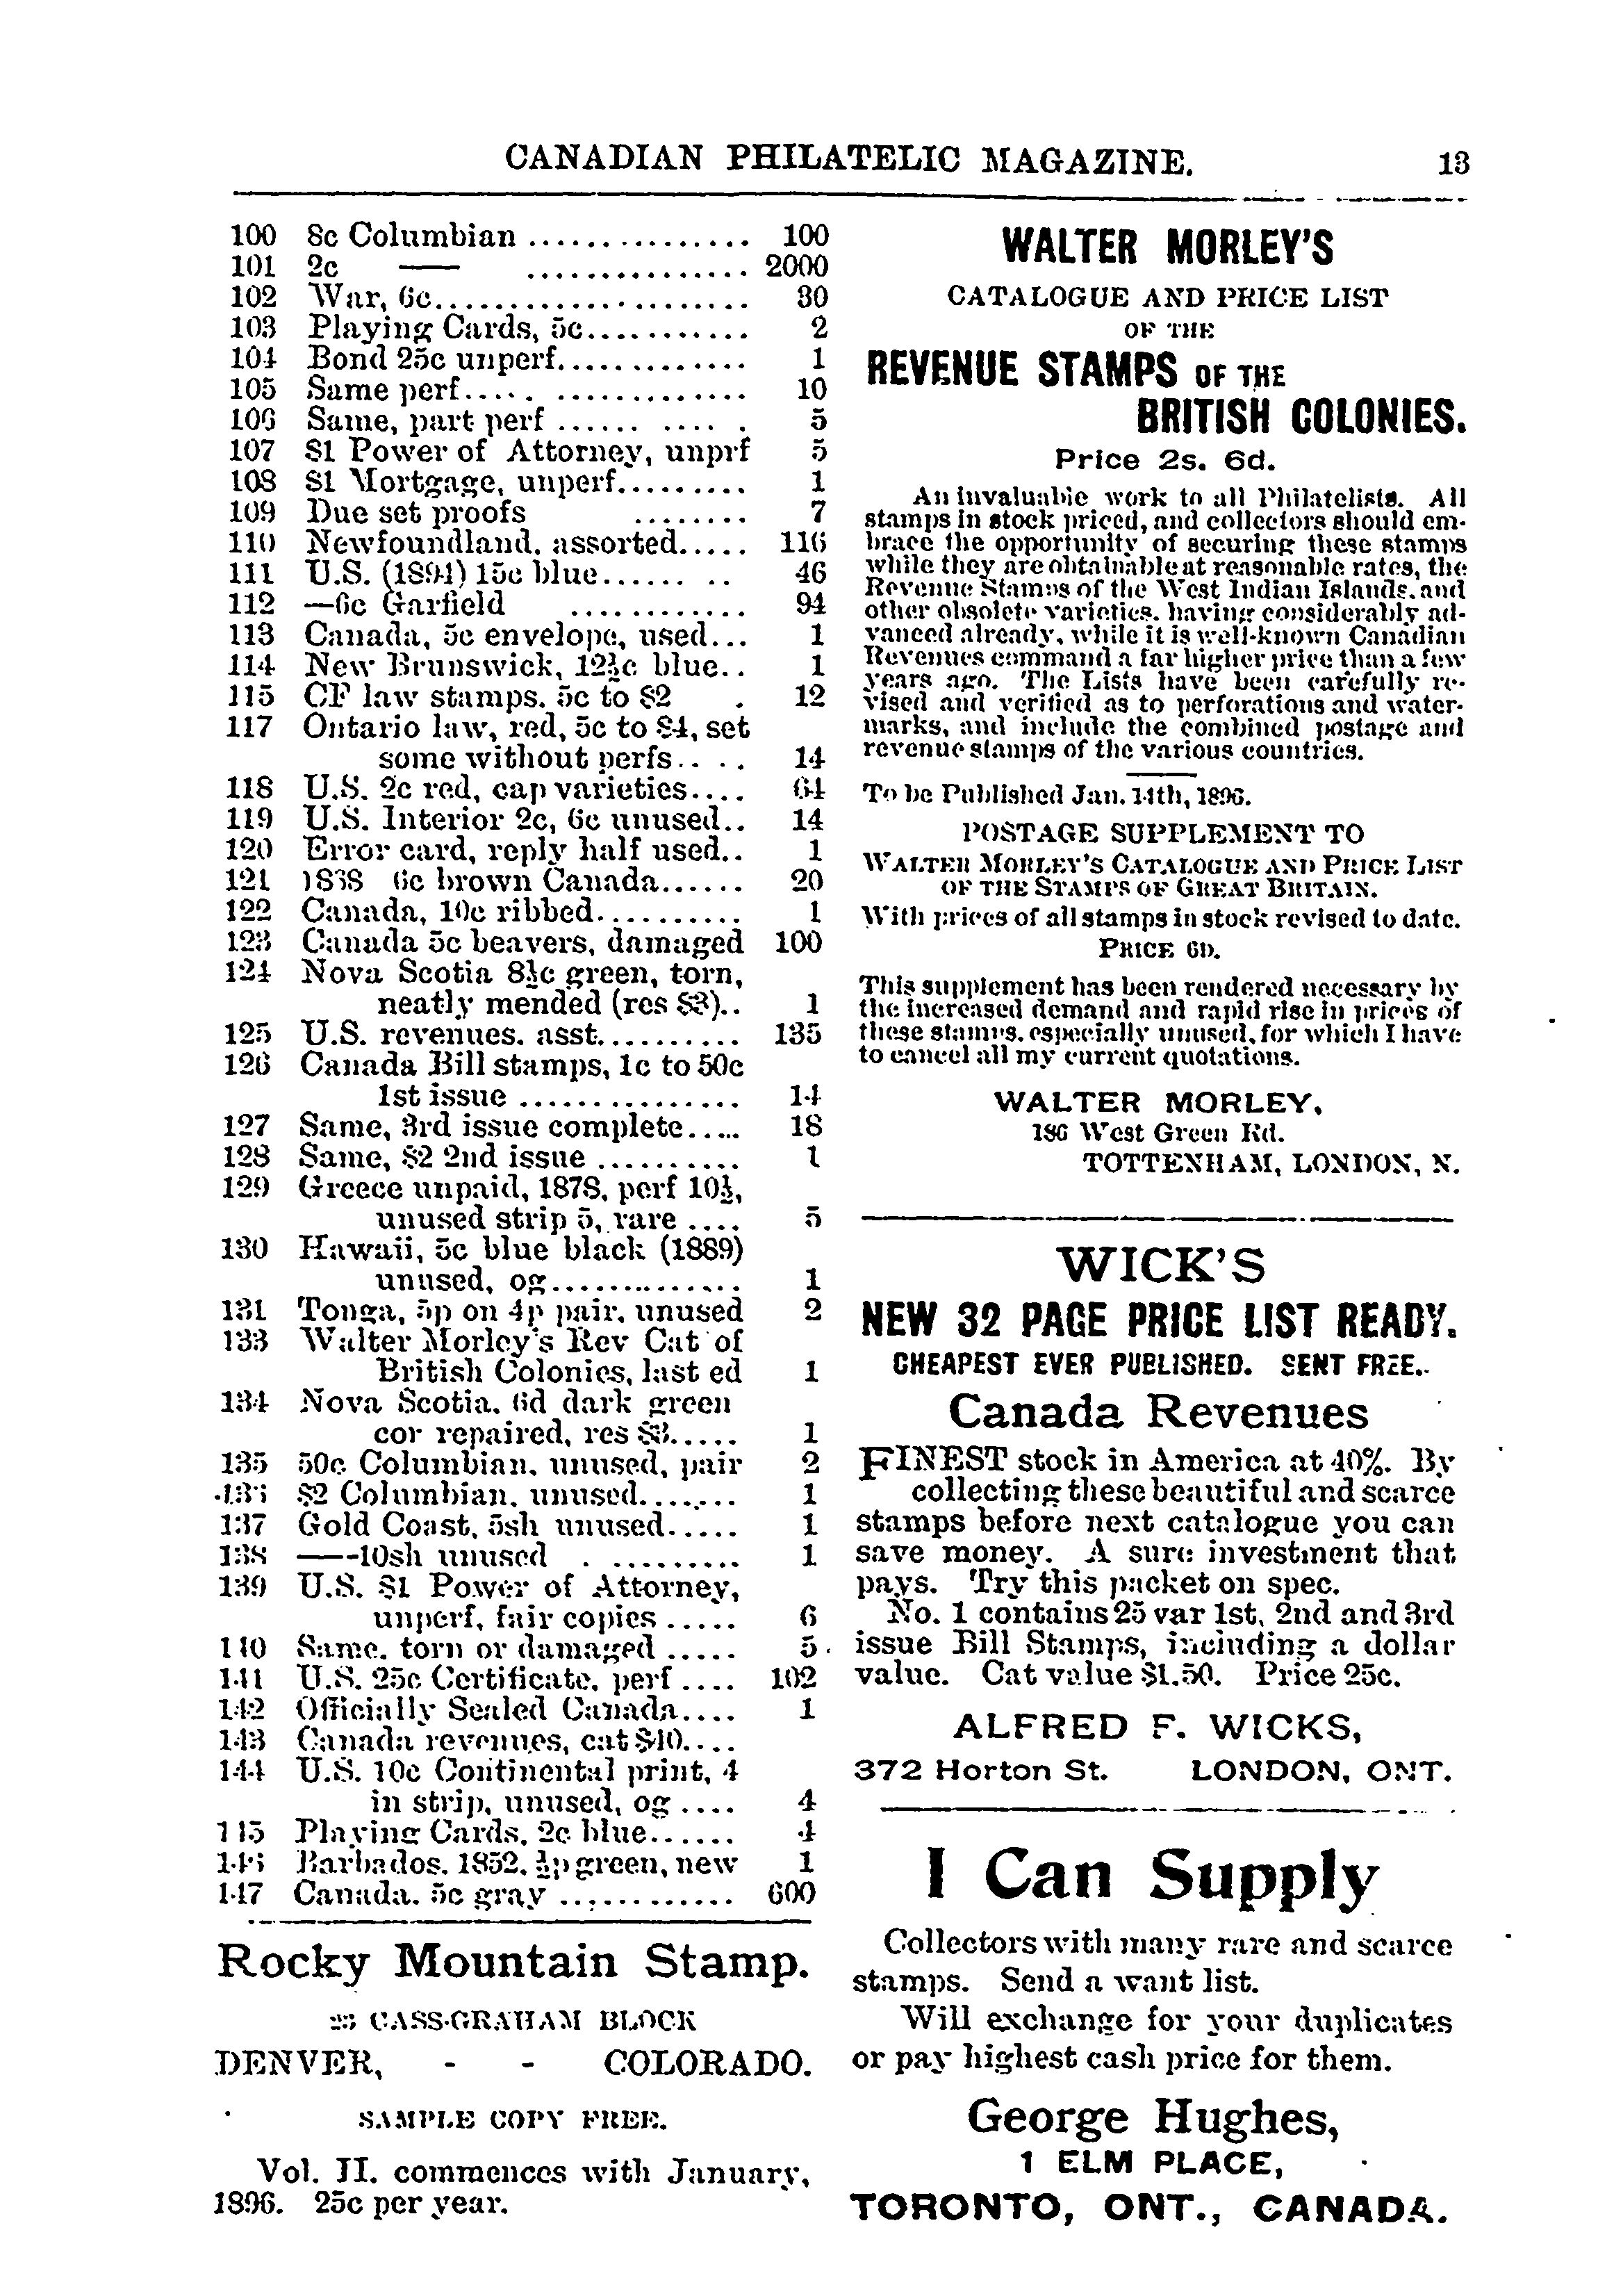 CANADIAN PHILATELIC MAGAZINE. 13
100 8c Columbian ............... 100
101 2c —— ............... 2000
102 War, 6c..................... 30
103 Playing Cards, 5c........... 2
104 Bond 25c unperf............. 1
105 Same perf..... ............. 10
106 Same, part perf ...... ..... . 5
107 $1 Power of Attorney, unprf 5
108 $1 Mortgage, unperf......... 1
109 Due set proofs ........ 7
110 Newfoundland, assorted..... 116
111 U.S. (1894) 15c blue....... .. 46
112 —6c Garfield ............ 94
113 Canada, 5c envelope, used... 1
114 New Brunswick, 12½c blue.. 1
115 CF law stamps. 5c to $2 . 12
117 Ontario law, red, 5c to $4, set
some without perfs.. . . 14
118 U.S. 2c red, cap varieties.... 64
119 U.S. Interior 2c, 6c unused.. 14
120 Error card, reply half used.. 1
121 1868 6c brown Canada...... 20
122 Canada, 10c ribbed.......... 1
123 Canada 5c beavers, damaged 100
124 Nova Scotia 8½c green, torn,
neatly mended (res $3).. 1
125 U.S. revenues. asst.......... 135
126 Canada Bill stamps, 1c to 50c
1st issue ............... 14
127 Same, 3rd issue complete..... 18
128 Same, $2 2nd issue .......... 1
129 Greece unpaid, 1878, perf 10½,
unused strip 5, rare .... 5
130 Hawaii, 5c blue black (1889)
unused, og............. 1
131 Tonga, 5p on 4p pair, unused 2
133 Walter Morley's Rev Cat of
British Colonies, last ed 1
134 Nova Scotia. 6d dark green
cor repaired, res $3..... 1
135 50c Columbian, unused, pair 2
136 $2 Columbian. unused....... 1
137 Gold Coast, 5sh unused..... 1
138 ——-10sh unused . ......... 1
139 U.S. $1 Power of Attorney,
unperf, fair copies ..... 6
140 Same. torn or damaged ..... 5
141 U.S. 25c Certificate, perf .... 102
142 Officially Sealed Canada.... 1
143 Canada revenues, cat $40....
144 U.S. 10c Continental print, 4
in strip, unused, og .... 4
145 Playing Cards, 2c blue...... 4
146 Barbados. 1852, ½p green, new 1
147 Canada. 5c gray ............ 600
Rocky Mountain Stamp.
CASS-GRAHAM BLOCK
DENVER, - - COLORADO.
SAMPLE COPY FREE.
Vol. II. commences with January,
1896. 25c per year.
WALTER MORLEY'S
CATALOGUE AND PRICE LIST
OF THE
REVENUE STAMPS OF THE
BRITISH COLONIES.
Price 2s. 6d.
An invaluable work to all Philatelists. All
stamps in stock priced, and collectors should em-
brace the opportunity of securing these stamps
while they are obtainable at reasonable rates, the
Revenue Stamps of the West Indian Islands, and
other obsolete varieties. having considerably ad-
vanced already, while it is well-known Canadian
Revenues command a far higher price than a few
years ago. The Lists have been carefully re-
vised and verified as to perforations and water-
marks, and include the combined postage and
revenue stamps of the various countries.
To be Published Jan. 14th, 1896.
POSTAGE SUPPLEMENT TO
WALTER MORLEY'S CATALOGUE AND PRICE LIST
OF THE STAMPS OF GREAT BRITAIN.
With prices of all stamps in stock revised to date.
PRICE 6D.
This supplement has been rendered necessary by
the increased demand and rapid rise in prices of
these stamps, especially unused, for which I have
to cancel all my current quotations.
WALTER MORLEY,
186 West Green Rd.
TOTTENHAM, LONDON, N.
WICK'S
NEW 32 PAGE PRICE LIST READY.
CHEAPEST EVER PUBLISHED. SENT FREE.
Canada Revenues
FINEST stock in America at 40%. By
collecting these beautiful and scarce
stamps before next catalogue you can
save money. A sure investment that
pays. Try this packet on spec.
No. 1 contains 25 var 1st, 2nd and 3rd
issue Bill Stamps, including a dollar
value. Cat value $1.50. Price 25c.
ALFRED F. WICKS,
372 Horton St. LONDON, ONT.
I Can Supply
Collectors with many rare and scarce
stamps. Send a want list.
Will exchange for your duplicates
or pay highest cash price for them.
George Hughes,
1 ELM PLACE,
TORONTO, ONT., CANADA.